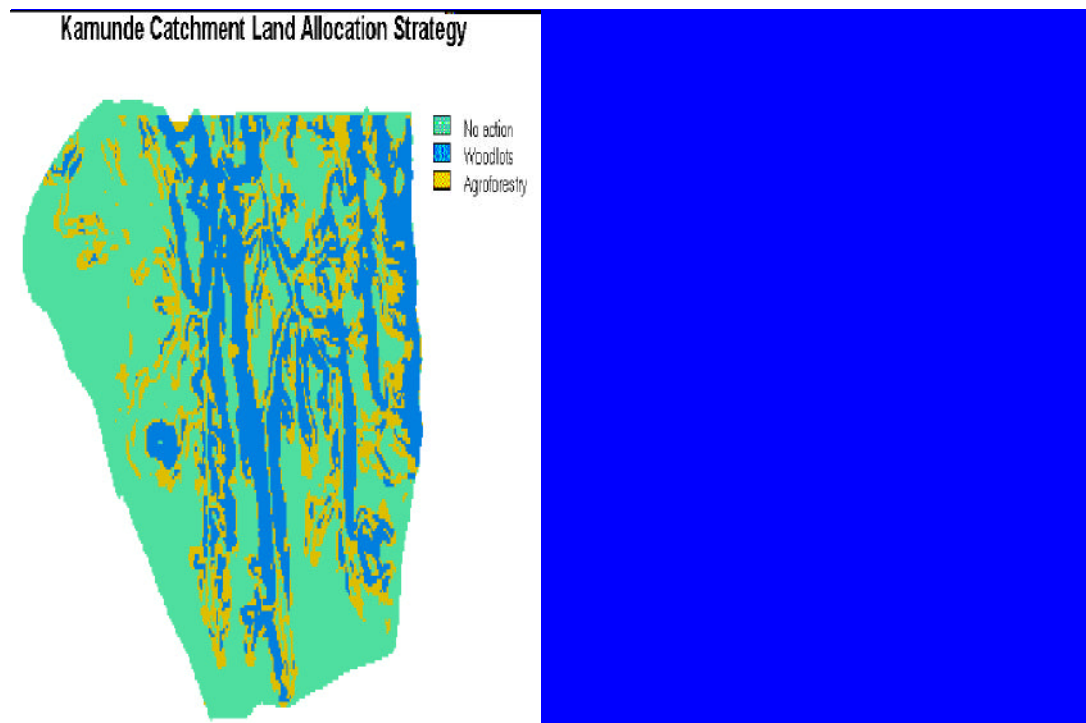 Kamunde Catchment Land Allocation Strategy
No action
Woodlots
Agroforestry